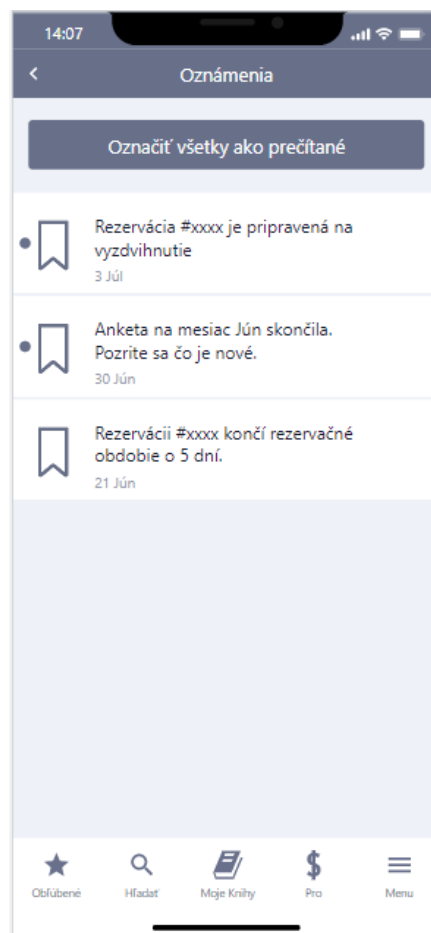 14:07
Oznámenia
Označiť všetky ako prečítané
Rezervácia #xxxx je pripravená na
vyzdvihnutie
3 Júl
Anketa na mesiac Jún skončila.
Pozrite sa čo je nové.
30 Jún
Rezervácii #xxxx končí rezervačné
obdobie o 5 dní.
21 Jún
Obľúbené
Hľadať
Moje Knihy
Pro
Menu